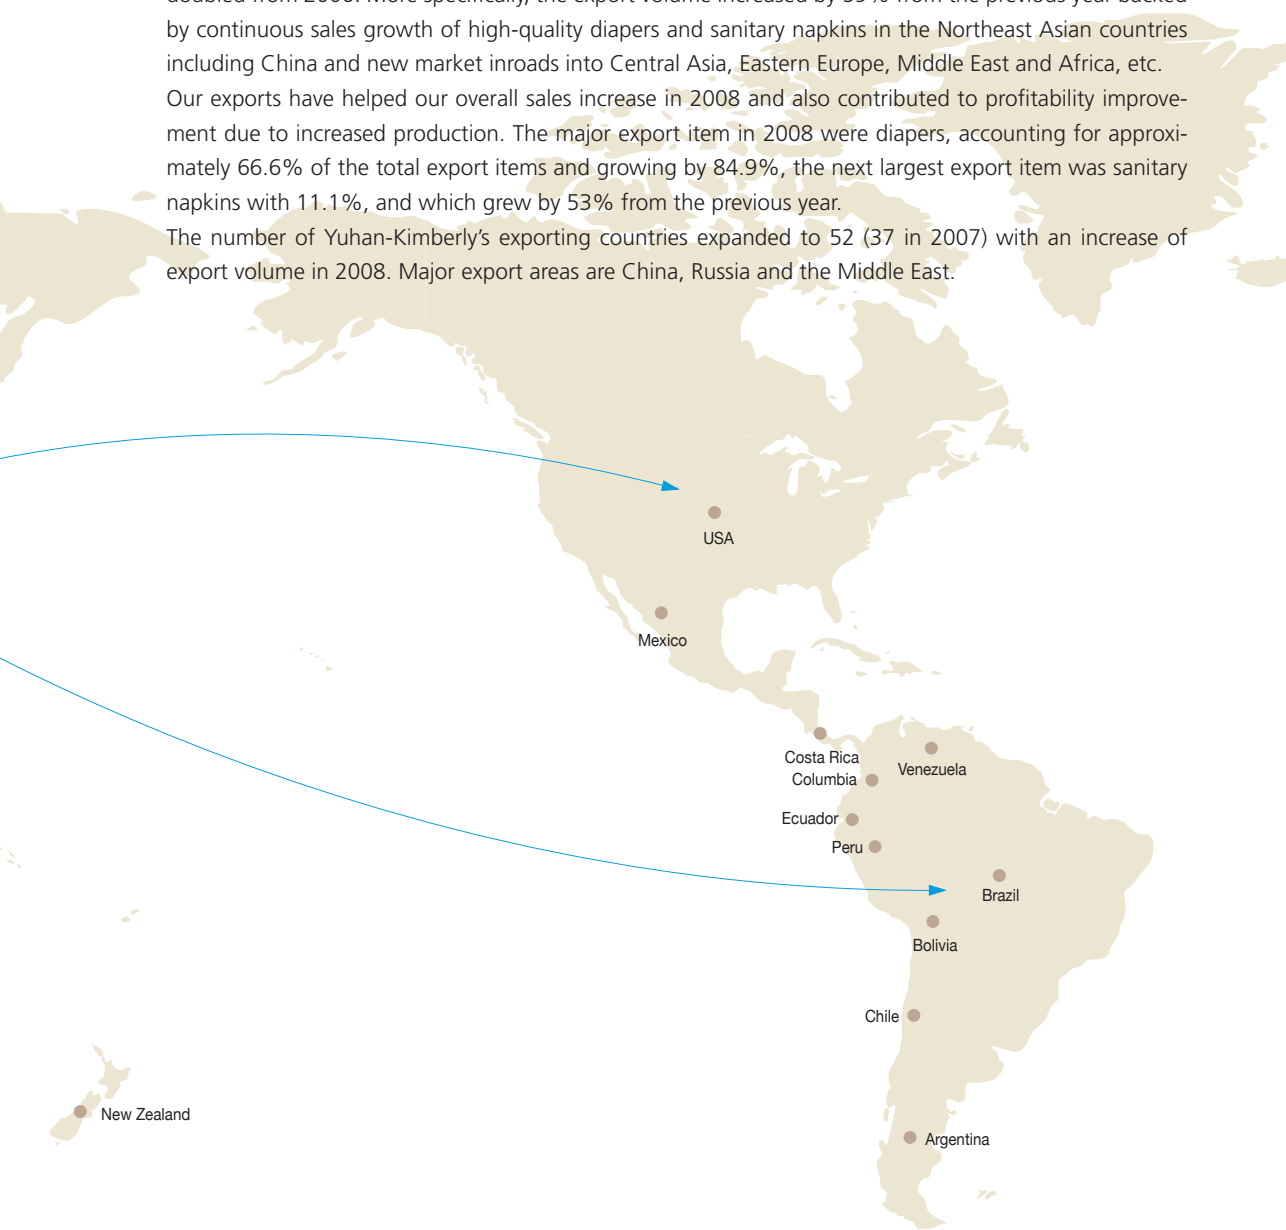 by continuous sales growth of high-quality diapers and sanitary napkins in the Northeast Asian countries
including China and new market inroads into Central Asia, Eastern Europe, Middle East and Africa, etc.
Our exports have helped our overall sales increase in 2008 and also contributed to profitability improve-
ment due to increased production. The major export item in 2008 were diapers, accounting for approxi-
mately 66.6% of the total export items and growing by 84.9%, the next largest export item was sanitary
napkins with 11.1%, and which grew by 53% from the previous year.
The number of Yuhan-Kimberly's exporting countries expanded to 52 (37 in 2007) with an increase of
export volume in 2008. Major export areas are China, Russia and the Middle East.
USA
Mexico
Costa Rica
Venezuela
Columbia
Ecuador
Peru
Brazil
Bolivia
Chile
New Zealand
Argentina